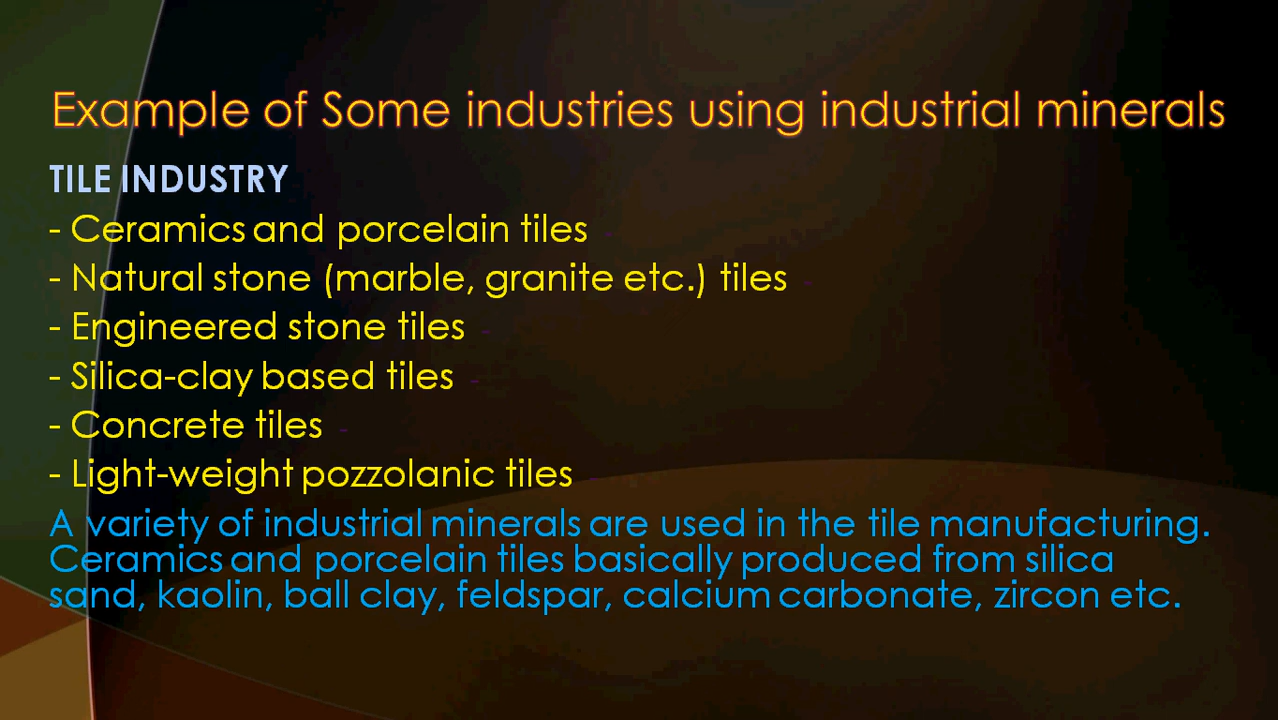 Example of Some industries using industrial minerals
TILE INDUSTRY
- Ceramics and porcelain tiles
- Natural stone (marble, granite etc.) tiles
- Engineered stone tiles
- Silica-clay based tiles
- Concrete tiles
- Light-weight pozzolanic tiles
A variety of industrial minerals are used in the tile manufacturing.
Ceramics and porcelain tiles basically produced from silica
sand, kaolin, ball clay, feldspar, calcium carbonate, zircon etc.